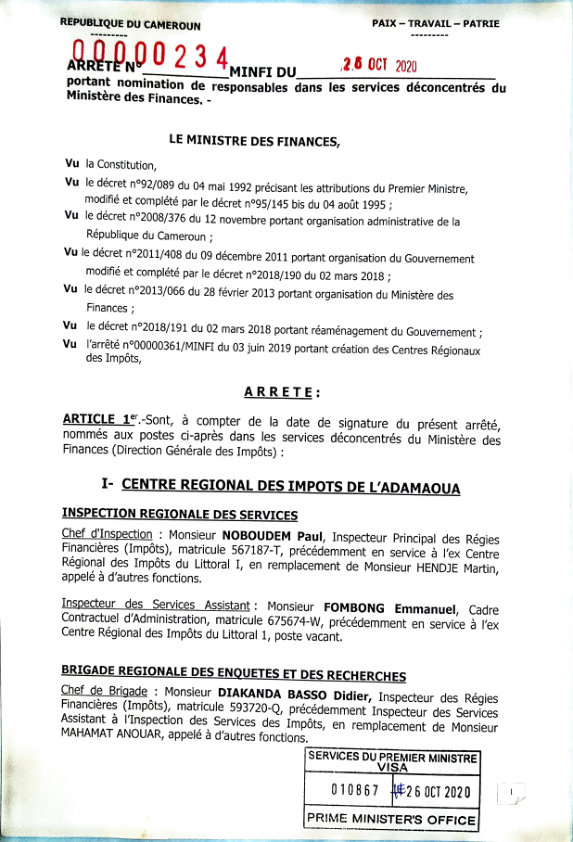 REPUBLIQUE DU CAMEROUN
PAIX – TRAVAIL – PATRIE
---------
---------
00000234
ARRETE N°____________MINFI DU 26 OCT 2020
portant nomination de responsables dans les services déconcentrés du
Ministère des Finances. -
LE MINISTRE DES FINANCES,
Vu la Constitution,
Vu le décret n°92/089 du 04 mai 1992 précisant les attributions du Premier Ministre,
modifié et complété par le décret n°95/145 bis du 04 août 1995 ;
Vu le décret n°2008/376 du 12 novembre portant organisation administrative de la
République du Cameroun ;
Vu le décret n°2011/408 du 09 décembre 2011 portant organisation du Gouvernement
modifié et complété par le décret n°2018/190 du 02 mars 2018 ;
Vu le décret n°2013/066 du 28 février 2013 portant organisation du Ministère des
Finances ;
Vu le décret n°2018/191 du 02 mars 2018 portant réaménagement du Gouvernement ;
Vu l'arrêté n°00000361/MINFI du 03 juin 2019 portant création des Centres Régionaux
des Impôts,
A R R E T E :
ARTICLE 1er.-Sont, à compter de la date de signature du présent arrêté,
nommés aux postes ci-après dans les services déconcentrés du Ministère des
Finances (Direction Générale des Impôts) :
I- CENTRE REGIONAL DES IMPOTS DE L'ADAMAOUA
INSPECTION REGIONALE DES SERVICES
Chef d'Inspection : Monsieur NOBOUDEM Paul, Inspecteur Principal des Régies
Financières (Impôts), matricule 567187-T, précédemment en service à l'ex Centre
Régional des Impôts du Littoral I, en remplacement de Monsieur HENDJE Martin,
appelé à d'autres fonctions.
Inspecteur des Services Assistant : Monsieur FOMBONG Emmanuel, Cadre
Contractuel d'Administration, matricule 675674-W, précédemment en service à l'ex
Centre Régional des Impôts du Littoral 1, poste vacant.
BRIGADE REGIONALE DES ENQUETES ET DES RECHERCHES
Chef de Brigade : Monsieur DIAKANDA BASSO Didier, Inspecteur des Régies
Financières (Impôts), matricule 593720-Q, précédemment Inspecteur des Services
Assistant à l'Inspection des Services des Impôts, en remplacement de Monsieur
MAHAMAT ANOUAR, appelé à d'autres fonctions.
SERVICES DU PREMIER MINISTRE
VISA
010867 26 OCT 2020
PRIME MINISTER'S OFFICE
1